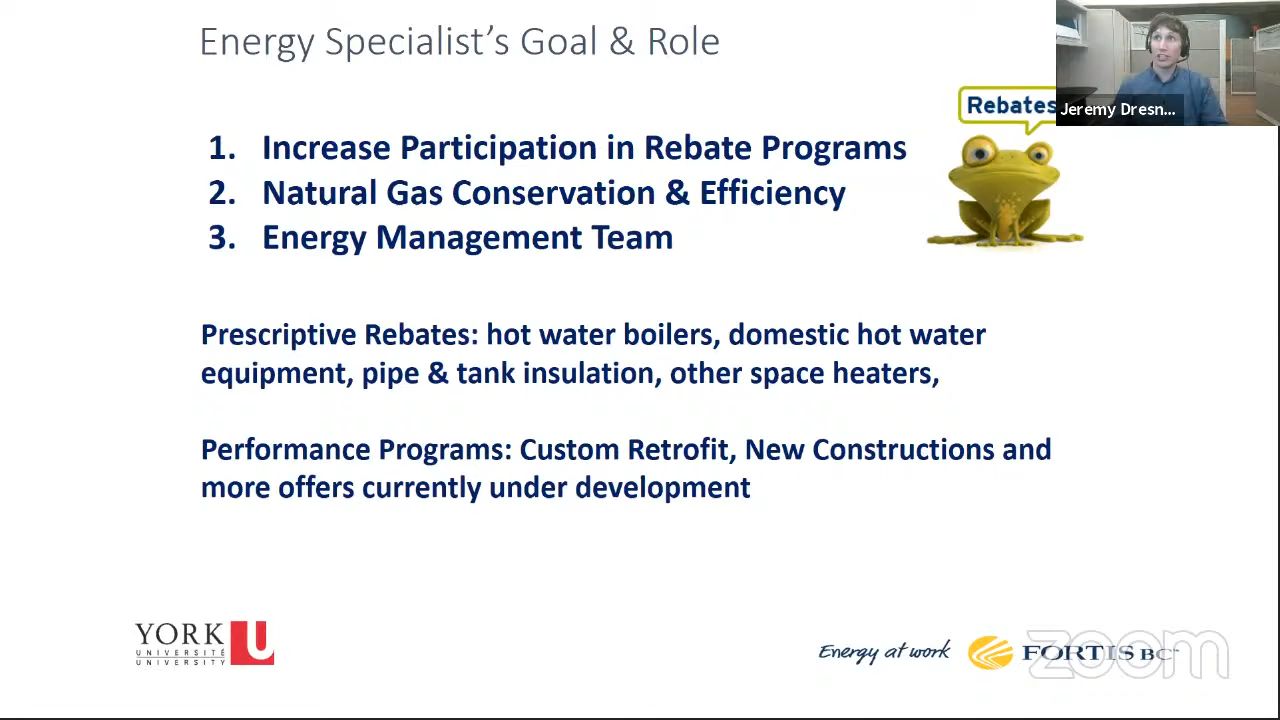 Energy Specialist's Goal & Role
Rebates
Jeremy Dresn...
1. Increase Participation in Rebate Programs
2. Natural Gas Conservation & Efficiency
3. Energy Management Team
Prescriptive Rebates: hot water boilers, domestic hot water
equipment, pipe & tank insulation, other space heaters,
Performance Programs: Custom Retrofit, New Constructions and
more offers currently under development
YORK U
UNIVERSITÉ
UNIVERSITY
Energy at work
FORTIS BC™
zoom